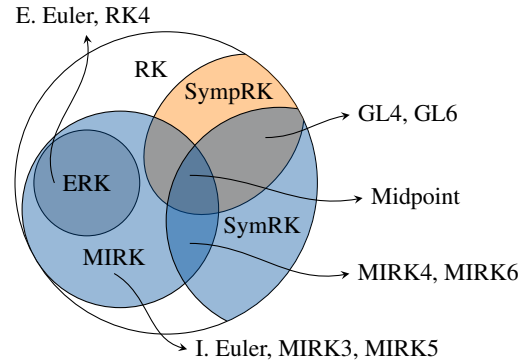 E. Euler, RK4
RK
SympRK
GL4, GL6
ERK
Midpoint
SymRK
MIRK
MIRK4, MIRK6
I. Euler, MIRK3, MIRK5